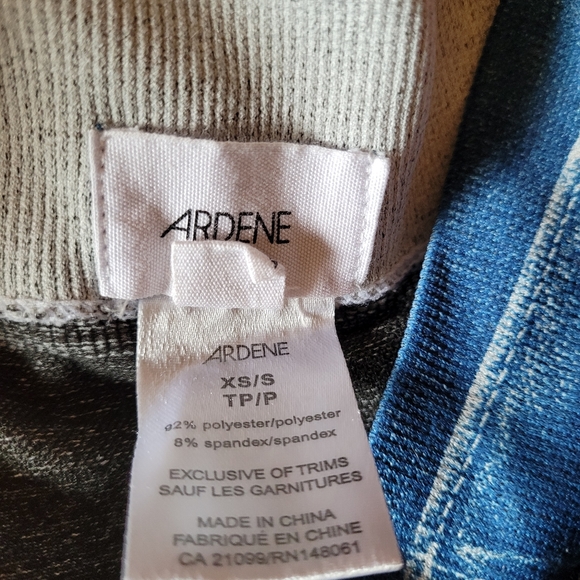 ARDENE
ARDENE
XS/S
TP/P
92% polyester/polyester
8% spandex/spandex
EXCLUSIVE OF TRIMS
SAUF LES GARNITURES
MADE IN CHINA
FABRIQUÉ EN CHINE
CA 21099/RN148061